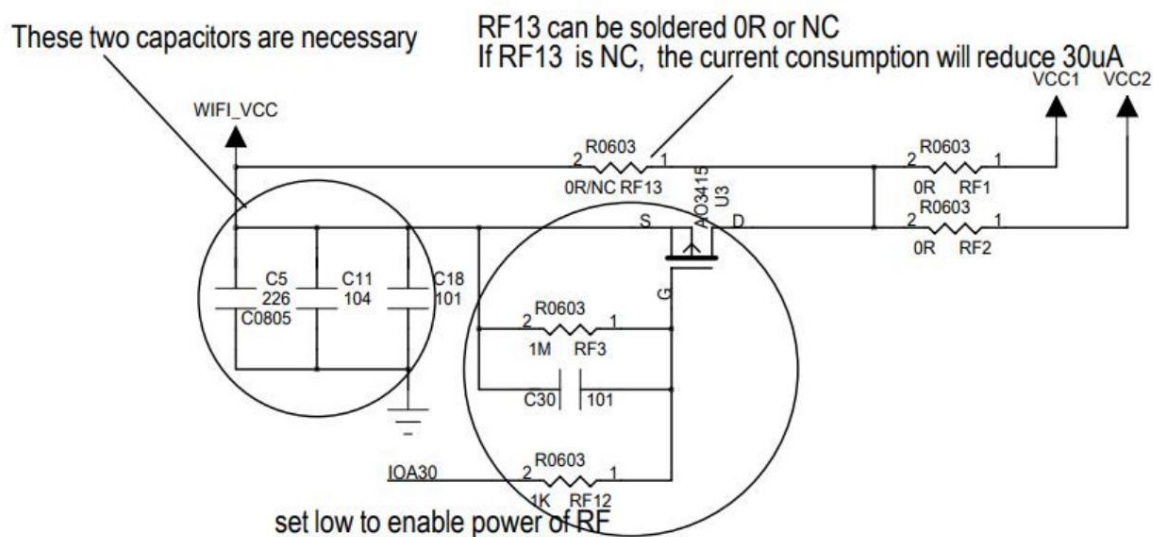 RF13 can be soldered 0R or NC
These two capacitors are necessary
If RF13 is NC, the current consumption will reduce 30uA
VCC1 VCC2
WIFI_VCC
R0603 R0603
2 1 2 1
0R/NC RF13 0R RF1
AO3415
U3
R0603
S D 2 1
0R RF2
G
C5 C11 C18
226 104 101
C0805
R0603
2 1
1M RF3
C30 101
R0603
IOA30 2 1
1K RF12
set low to enable power of RF